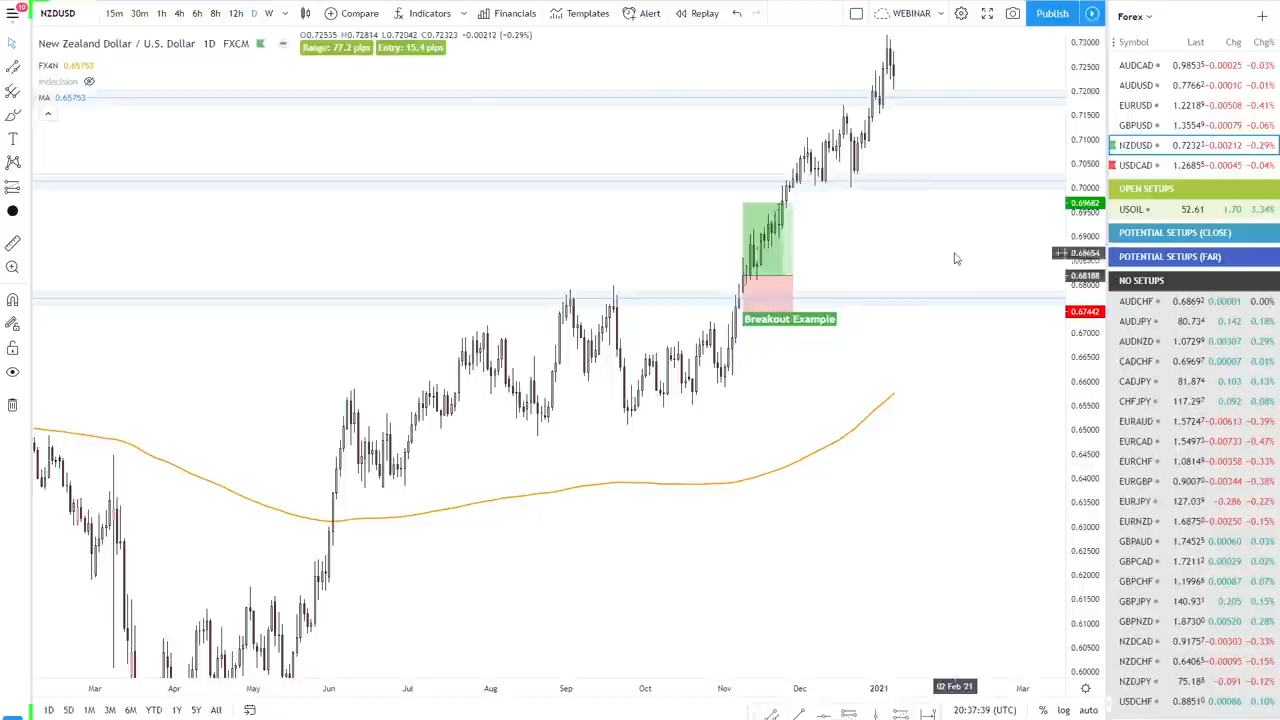 10
NZDUSD 15m 30m 1h 4h 6h 8h 12h D W Compare Indicators Financials Templates Alert Replay WEBINAR Publish
New Zealand Dollar / U.S. Dollar 1D FXCM O0.72535 H0.72814 L0.72042 C0.72323 −0.00212 (−0.29%)
Range: 77.2 pips Entry: 15.4 pips
FX4N 0.65753
Indecision
MA 0.65753
Breakout Example
0.73000
0.72500
0.72000
0.71500
0.71000
0.70500
0.70000
0.69682
0.69500
0.69000
0.68654
0.68188
0.68000
0.67442
0.67000
0.66500
0.66000
0.65500
0.65000
0.64500
0.64000
0.63500
0.63000
0.62500
0.62000
0.61500
0.61000
0.60500
0.60000
Mar Apr May Jun Jul Aug Sep Oct Nov Dec 2021 02 Feb '21 Mar
1D 5D 1M 3M 6M YTD 1Y 5Y All 20:37:39 (UTC) % log auto
Forex
Symbol Last Chg Chg%
AUDCAD 0.98535 −0.00025 −0.03%
AUDUSD 0.77662 −0.00010 −0.01%
EURUSD 1.22189 −0.00508 −0.41%
GBPUSD 1.35549 −0.00079 −0.06%
NZDUSD 0.72323 −0.00212 −0.29%
USDCAD 1.26855 −0.00045 −0.04%
OPEN SETUPS
USOIL 52.61 1.70 3.34%
POTENTIAL SETUPS (CLOSE)
POTENTIAL SETUPS (FAR)
NO SETUPS
AUDCHF 0.68692 0.00001 0.00%
AUDJPY 80.734 0.142 0.18%
AUDNZD 1.07299 0.00307 0.29%
CADCHF 0.69697 0.00007 0.01%
CADJPY 81.874 0.103 0.13%
CHFJPY 117.297 0.092 0.08%
EURAUD 1.57247 −0.00613 −0.39%
EURCAD 1.54973 −0.00733 −0.47%
EURCHF 1.08149 −0.00358 −0.33%
EURGBP 0.90070 −0.00344 −0.38%
EURJPY 127.039 −0.286 −0.22%
EURNZD 1.68750 −0.00250 −0.15%
GBPAUD 1.74525 0.00060 0.03%
GBPCAD 1.72112 0.00029 0.02%
GBPCHF 1.19966 0.00087 0.07%
GBPJPY 140.931 0.205 0.15%
GBPNZD 1.87300 0.00520 0.28%
NZDCAD 0.91757 −0.00303 −0.33%
NZDCHF 0.64065 −0.00095 −0.15%
NZDJPY 75.188 −0.091 −0.12%
USDCHF 0.88510 0.00086 0.10%